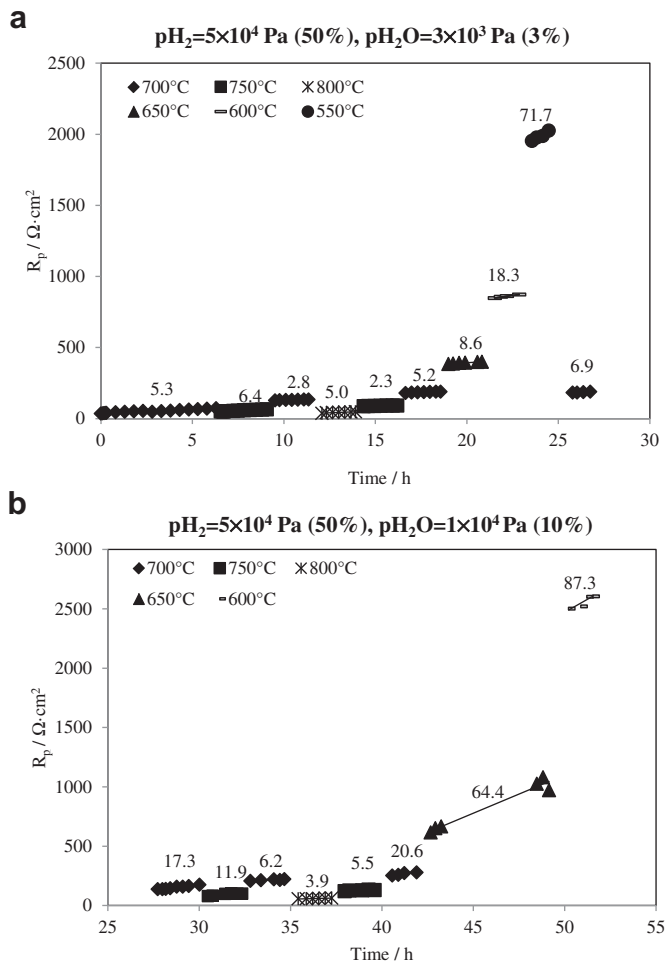 a
pH₂=5×10⁴ Pa (50%), pH₂O=3×10³ Pa (3%)
2500
2000
1500
1000
500
0
Rₚ / Ω·cm²
700°C 750°C 800°C
650°C 600°C 550°C
5.3
6.4
2.8
5.0
2.3
5.2
8.6
18.3
71.7
6.9
0 5 10 15 20 25 30
Time / h
b
pH₂=5×10⁴ Pa (50%), pH₂O=1×10⁴ Pa (10%)
3000
2500
2000
1500
1000
500
0
Rₚ / Ω·cm²
700°C 750°C 800°C
650°C 600°C
17.3
11.9
6.2
3.9
5.5
20.6
64.4
87.3
25 30 35 40 45 50 55
Time / h